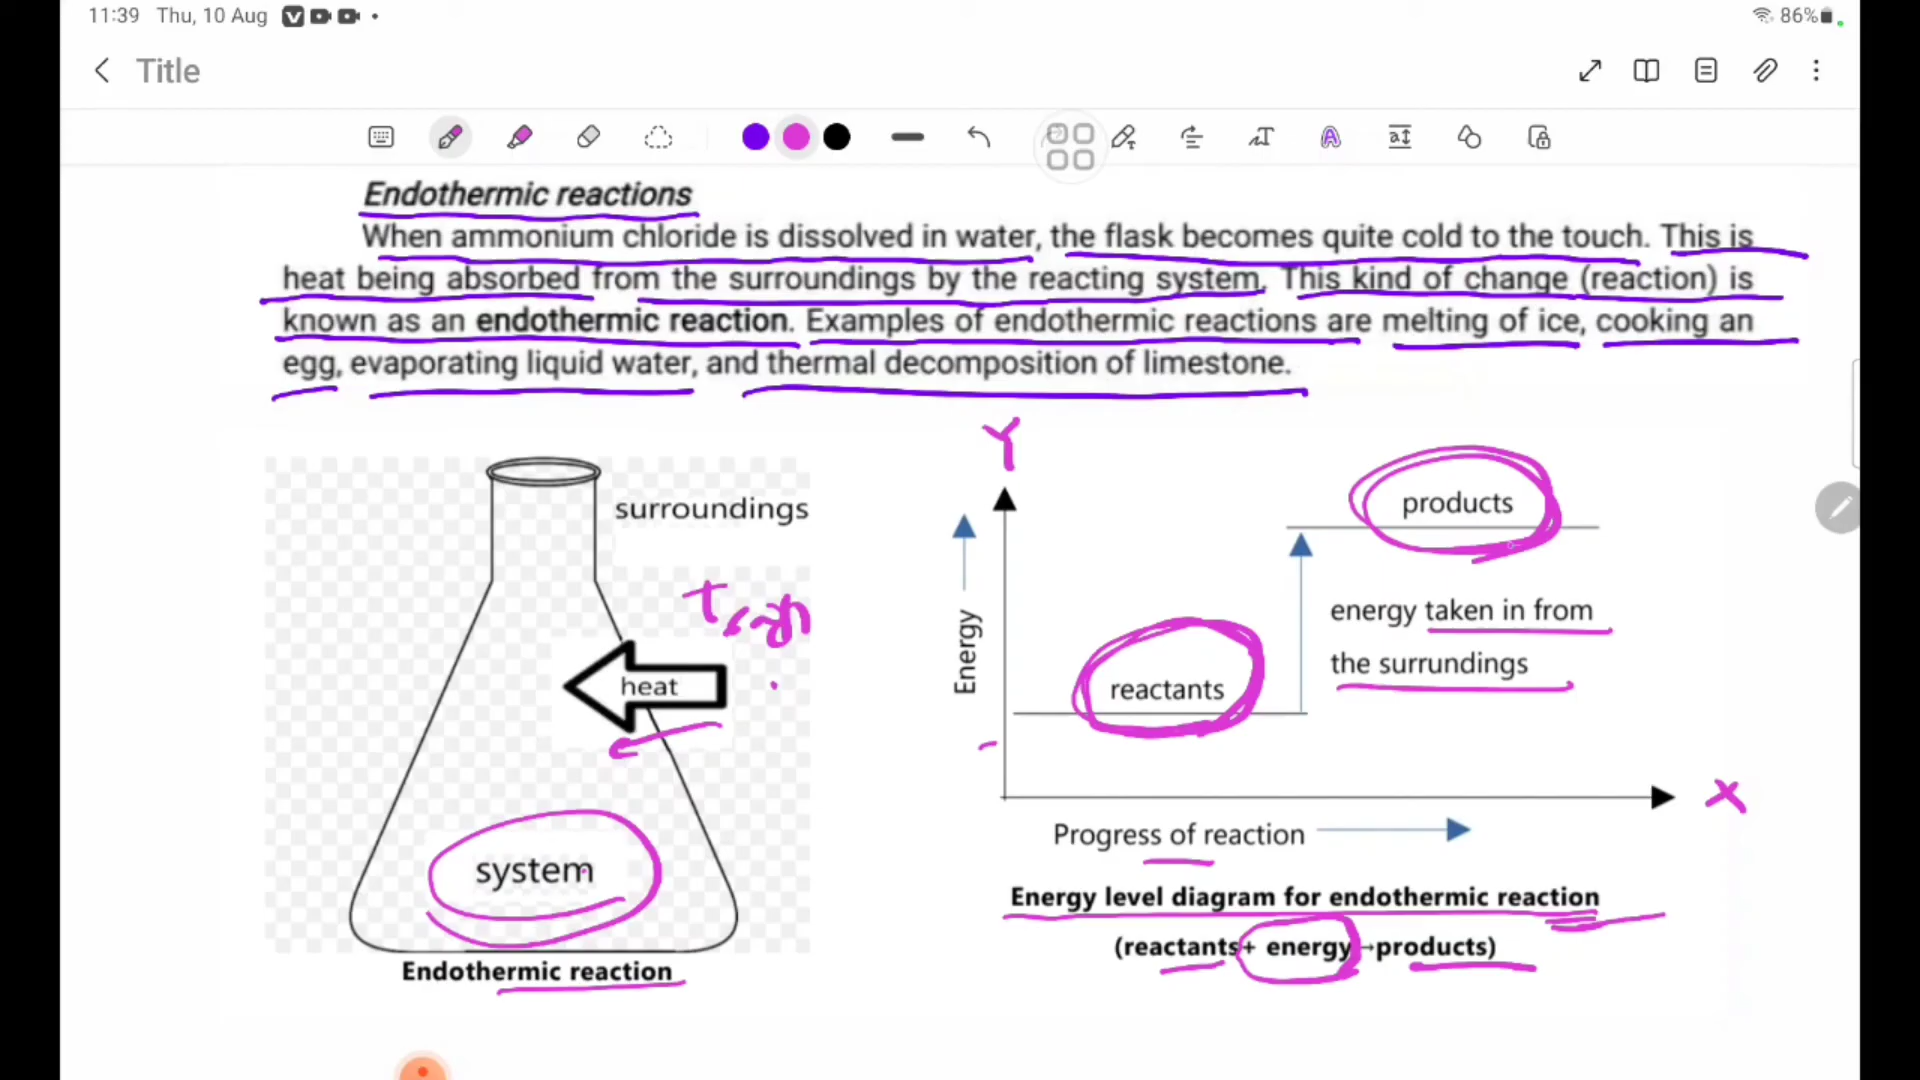 11:39 Thu, 10 Aug
86%
Title
Endothermic reactions
When ammonium chloride is dissolved in water, the flask becomes quite cold to the touch. This is
heat being absorbed from the surroundings by the reacting system. This kind of change (reaction) is
known as an endothermic reaction. Examples of endothermic reactions are melting of ice, cooking an
egg, evaporating liquid water, and thermal decomposition of limestone.
surroundings
heat
system
Endothermic reaction
Y
products
Energy
energy taken in from
the surrundings
reactants
X
Progress of reaction
Energy level diagram for endothermic reaction
(reactants+ energy→products)